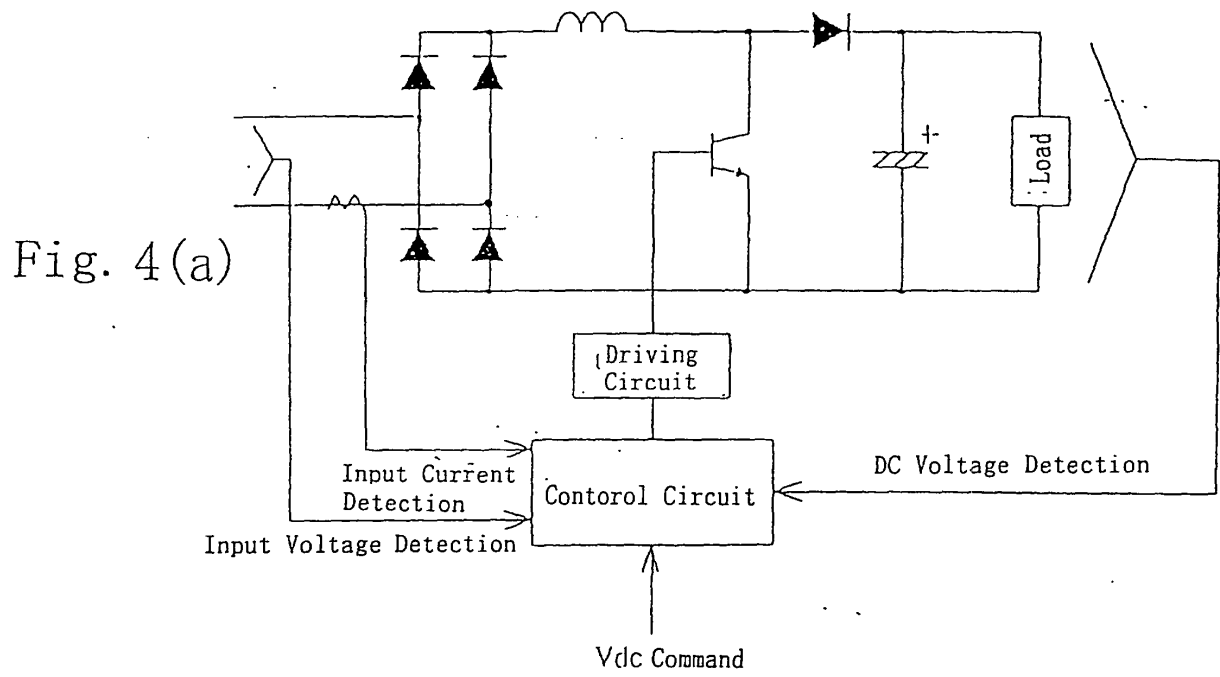 +
Load
Fig. 4(a)
Driving
Circuit
Input Current
Detection
Contorol Circuit
DC Voltage Detection
Input Voltage Detection
Vdc Command